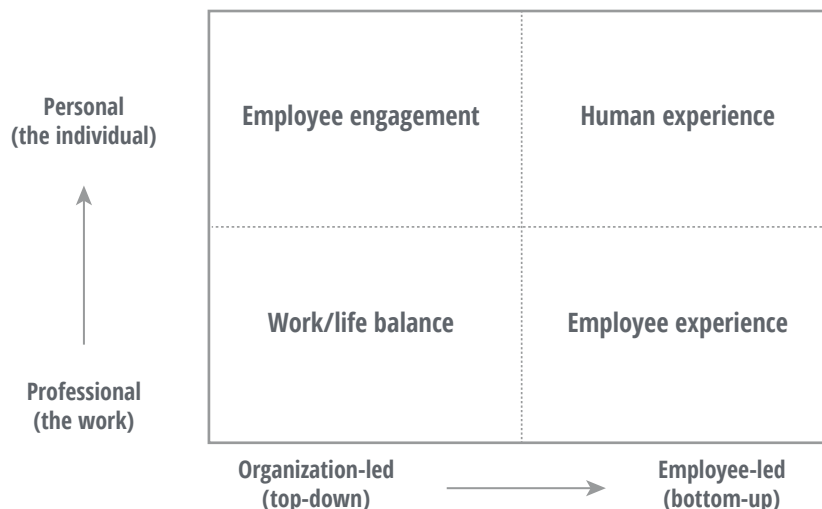 Personal
(the individual)
Employee engagement
Human experience
Work/life balance
Employee experience
Professional
(the work)
Organization-led
(top-down)
Employee-led
(bottom-up)